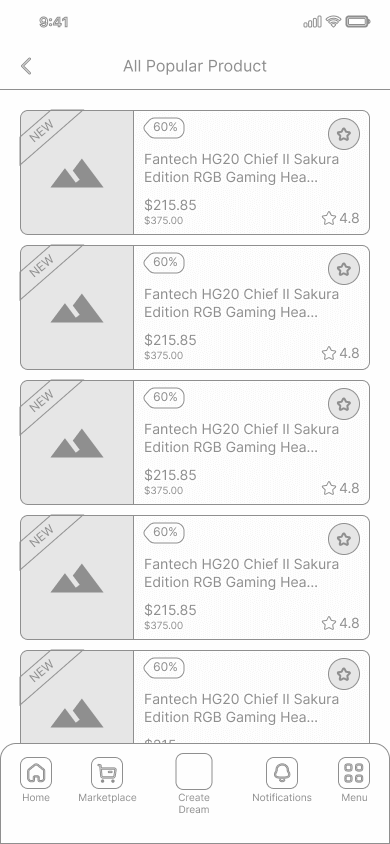 9:41
All Popular Product
NEW
60%
Fantech HG20 Chief II Sakura
Edition RGB Gaming Hea...
$215.85
$375.00
4.8
NEW
60%
Fantech HG20 Chief II Sakura
Edition RGB Gaming Hea...
$215.85
$375.00
4.8
NEW
60%
Fantech HG20 Chief II Sakura
Edition RGB Gaming Hea...
$215.85
$375.00
4.8
NEW
60%
Fantech HG20 Chief II Sakura
Edition RGB Gaming Hea...
$215.85
$375.00
4.8
NEW
60%
Fantech HG20 Chief II Sakura
Edition RGB Gaming Hea...
Home
Marketplace
Create
Dream
Notifications
Menu